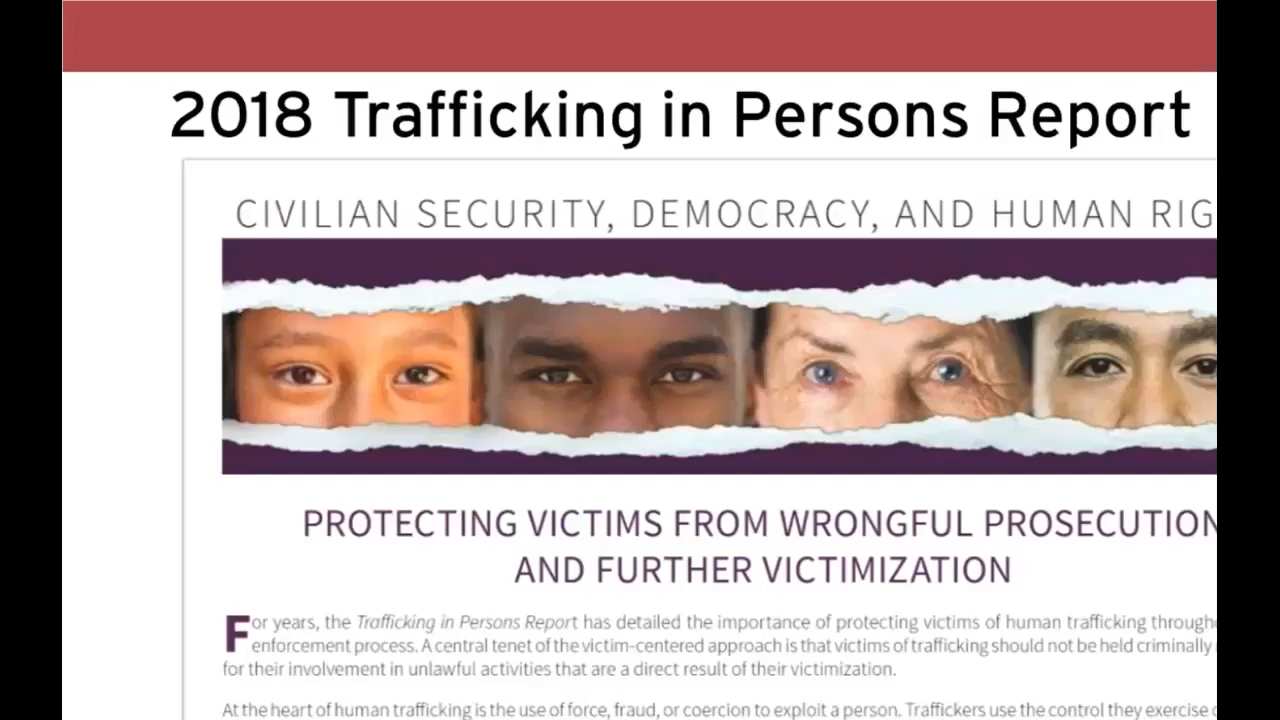 2018 Trafficking in Persons Report
CIVILIAN SECURITY, DEMOCRACY, AND HUMAN RIG
PROTECTING VICTIMS FROM WRONGFUL PROSECUTION
AND FURTHER VICTIMIZATION
For years, the Trafficking in Persons Report has detailed the importance of protecting victims of human trafficking through
enforcement process. A central tenet of the victim-centered approach is that victims of trafficking should not be held criminally
for their involvement in unlawful activities that are a direct result of their victimization.
At the heart of human trafficking is the use of force, fraud, or coercion to exploit a person. Traffickers use the control they exercise